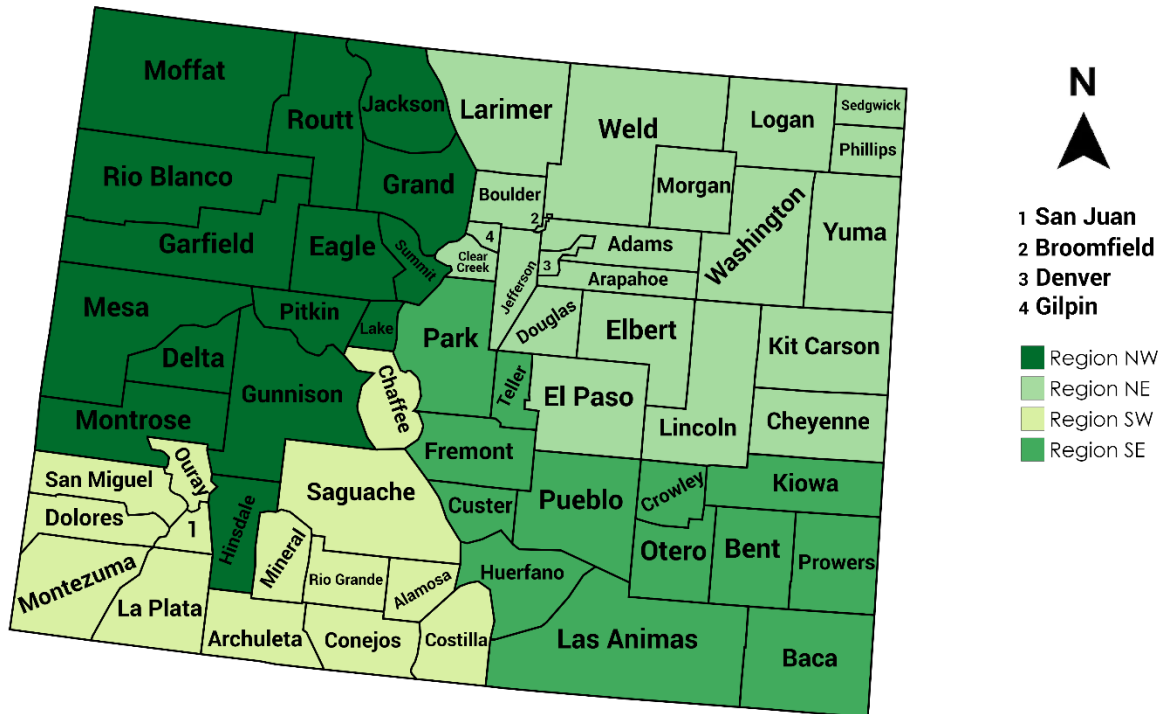 Moffat
Routt
Jackson
Larimer
Weld
Logan
Sedgwick
Phillips
Rio Blanco
Grand
Boulder
Morgan
Washington
Yuma
Garfield
Eagle
Summit
Clear
Creek
4
2
Jefferson
3
Adams
Arapahoe
Mesa
Pitkin
Lake
Park
Douglas
Elbert
Kit Carson
Delta
Gunnison
Chaffee
Teller
El Paso
Lincoln
Cheyenne
Montrose
Ouray
Fremont
San Miguel
Saguache
Custer
Pueblo
Crowley
Kiowa
Dolores
1
Hinsdale
Mineral
Rio Grande
Alamosa
Huerfano
Otero
Bent
Prowers
Montezuma
La Plata
Archuleta
Conejos
Costilla
Las Animas
Baca
N
1 San Juan
2 Broomfield
3 Denver
4 Gilpin
Region NW
Region NE
Region SW
Region SE